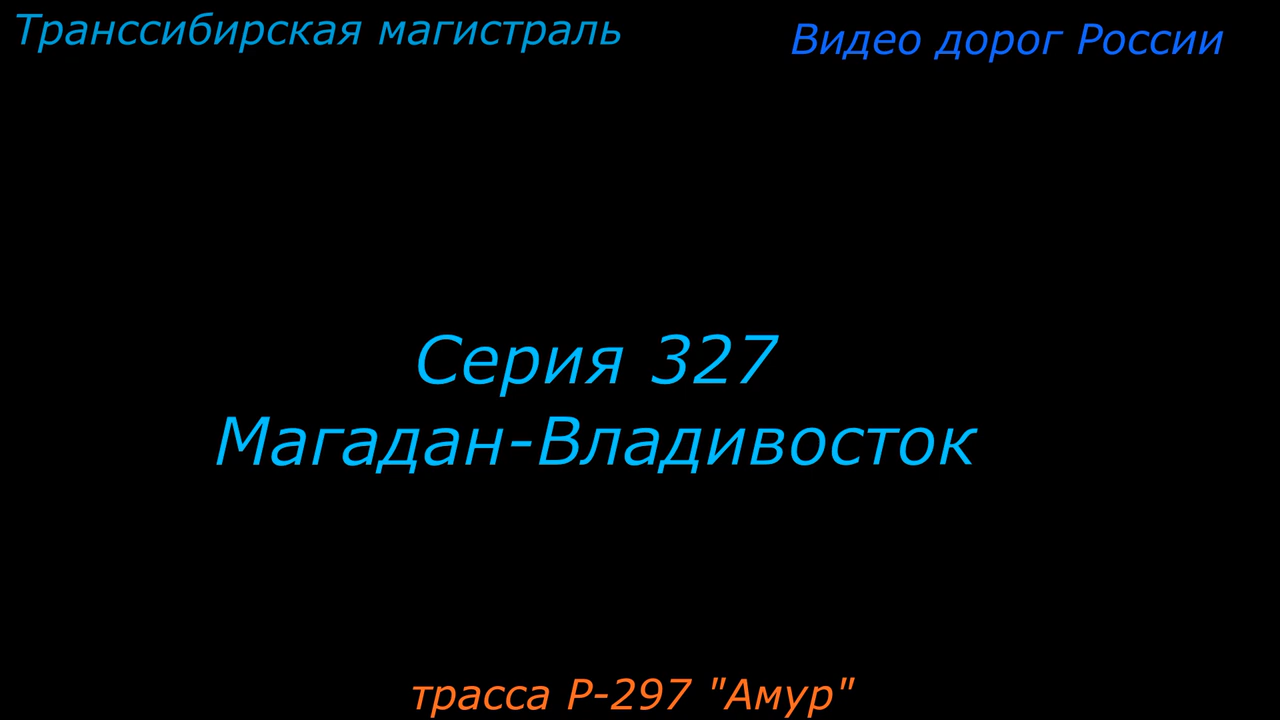 Транссибирская магистраль
Видео дорог России
Серия 327
Магадан-Владивосток
трасса Р-297 "Амур"